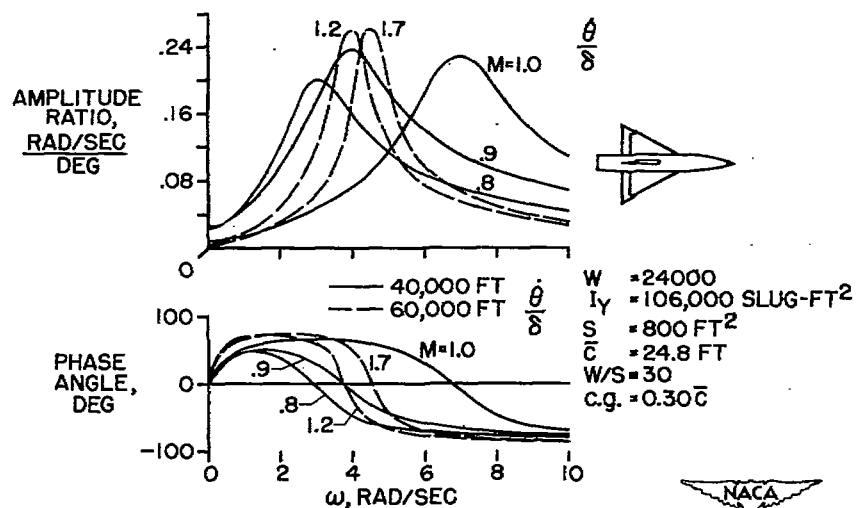 .24
.16
.08
0
AMPLITUDE
RATIO,
RAD/SEC
DEG
1.2
1.7
M=1.0
.9
.8
θ̇
δ
40,000 FT
60,000 FT
θ̇
δ
W =24000
I_Y =106,000 SLUG-FT²
S =800 FT²
c̄ =24.8 FT
W/S=30
c.g. =0.30c̄
100
0
-100
PHASE
ANGLE,
DEG
M=1.0
1.7
.9
.8
1.2
0 2 4 6 8 10
ω, RAD/SEC
NACA